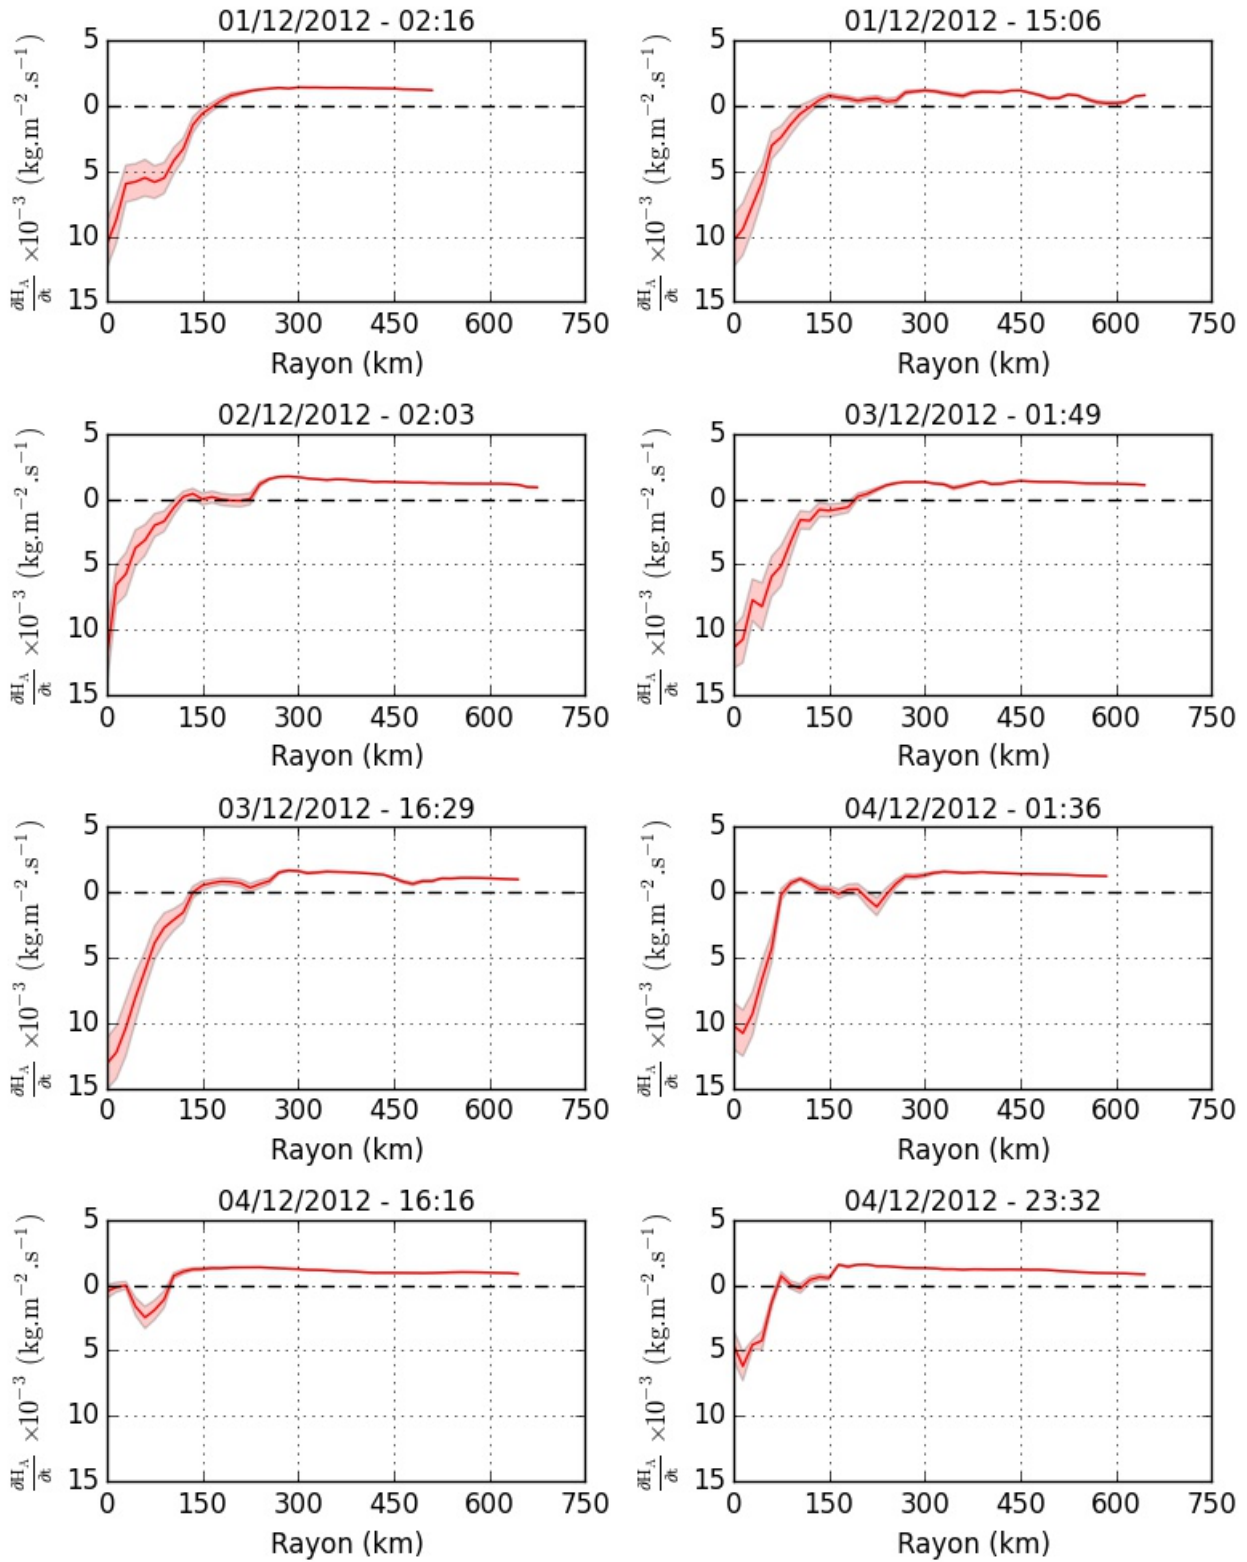 01/12/2012 - 02:16
∂H_A/∂t ×10⁻³ (kg.m⁻².s⁻¹)
5
0
5
10
15
0 150 300 450 600 750
Rayon (km)
01/12/2012 - 15:06
∂H_A/∂t ×10⁻³ (kg.m⁻².s⁻¹)
5
0
5
10
15
0 150 300 450 600 750
Rayon (km)
02/12/2012 - 02:03
∂H_A/∂t ×10⁻³ (kg.m⁻².s⁻¹)
5
0
5
10
15
0 150 300 450 600 750
Rayon (km)
03/12/2012 - 01:49
∂H_A/∂t ×10⁻³ (kg.m⁻².s⁻¹)
5
0
5
10
15
0 150 300 450 600 750
Rayon (km)
03/12/2012 - 16:29
∂H_A/∂t ×10⁻³ (kg.m⁻².s⁻¹)
5
0
5
10
15
0 150 300 450 600 750
Rayon (km)
04/12/2012 - 01:36
∂H_A/∂t ×10⁻³ (kg.m⁻².s⁻¹)
5
0
5
10
15
0 150 300 450 600 750
Rayon (km)
04/12/2012 - 16:16
∂H_A/∂t ×10⁻³ (kg.m⁻².s⁻¹)
5
0
5
10
15
0 150 300 450 600 750
Rayon (km)
04/12/2012 - 23:32
∂H_A/∂t ×10⁻³ (kg.m⁻².s⁻¹)
5
0
5
10
15
0 150 300 450 600 750
Rayon (km)